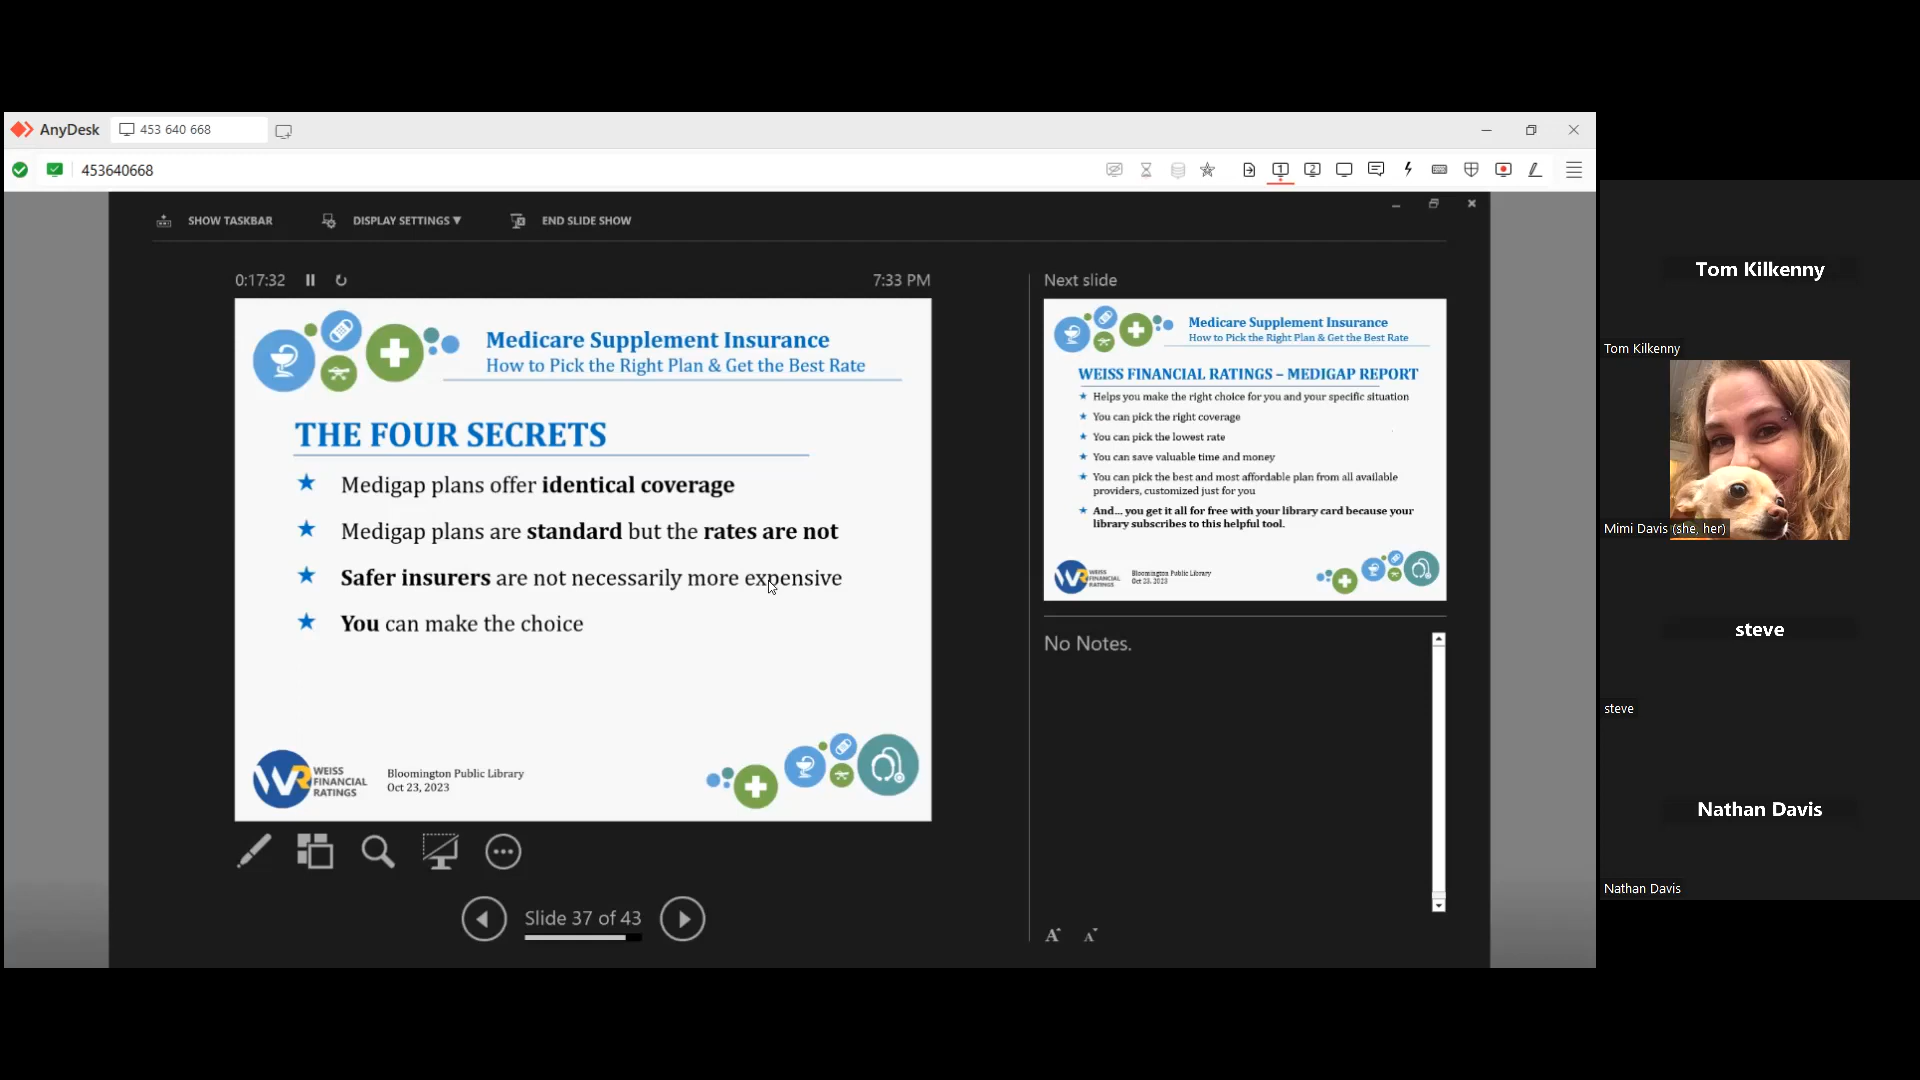 AnyDesk
453 640 668
453640668
1
2
SHOW TASKBAR
DISPLAY SETTINGS ▼
END SLIDE SHOW
0:17:32
7:33 PM
Medicare Supplement Insurance
How to Pick the Right Plan & Get the Best Rate
THE FOUR SECRETS
★ Medigap plans offer identical coverage
★ Medigap plans are standard but the rates are not
★ Safer insurers are not necessarily more expensive
★ You can make the choice
WR
WEISS
FINANCIAL
RATINGS
Bloomington Public Library
Oct 23, 2023
Slide 37 of 43
Next slide
Medicare Supplement Insurance
How to Pick the Right Plan & Get the Best Rate
WEISS FINANCIAL RATINGS – MEDIGAP REPORT
★ Helps you make the right choice for you and your specific situation
★ You can pick the right coverage
★ You can pick the lowest rate
★ You can save valuable time and money
★ You can pick the best and most affordable plan from all available
providers, customized just for you
★ And... you get it all for free with your library card because your
library subscribes to this helpful tool.
WR
WEISS
FINANCIAL
RATINGS
Bloomington Public Library
Oct 23, 2023
No Notes.
A A
Tom Kilkenny
Tom Kilkenny
Mimi Davis (she, her)
steve
steve
Nathan Davis
Nathan Davis